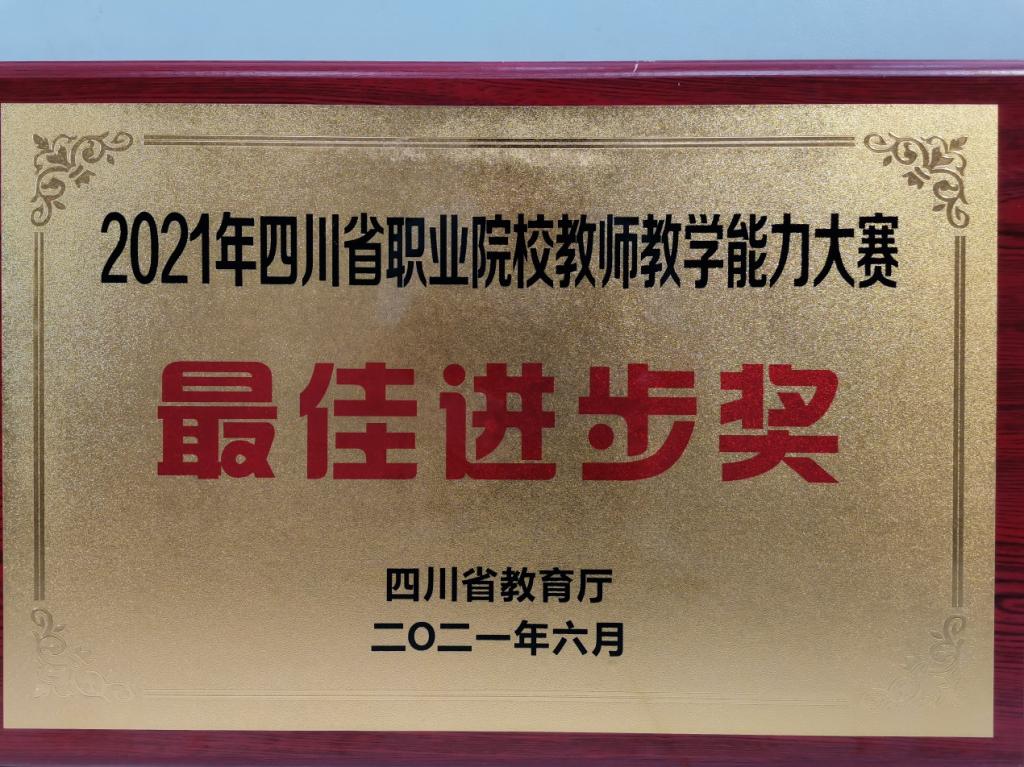 2021年四川省职业院校教师教学能力大赛
最佳进步奖
四川省教育厅
二〇二一年六月